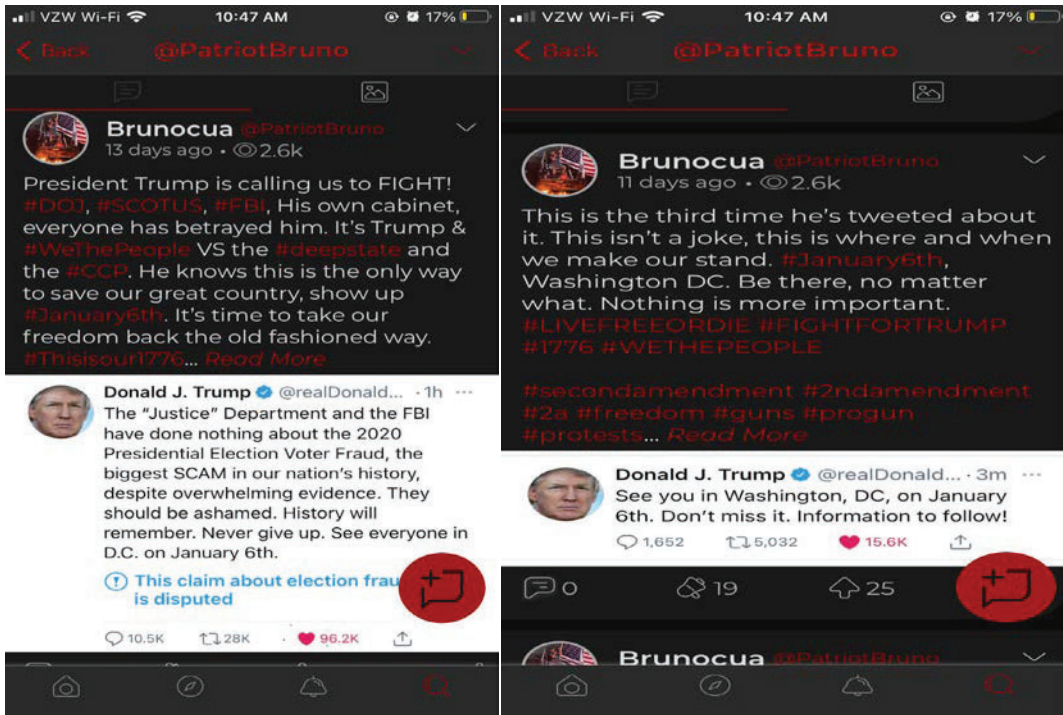 VZW Wi-Fi 10:47 AM 17%
Back @PatriotBruno
Brunocua @PatriotBruno
13 days ago • 2.6k
President Trump is calling us to FIGHT!
#DOJ, #SCOTUS, #FBI, His own cabinet,
everyone has betrayed him. It's Trump &
#WeThePeople VS the #deepstate and
the #CCP. He knows this is the only way
to save our great country, show up
#January6th. It's time to take our
freedom back the old fashioned way.
#Thisisour1776... Read More
Donald J. Trump @realDonald... · 1h ···
The "Justice" Department and the FBI
have done nothing about the 2020
Presidential Election Voter Fraud, the
biggest SCAM in our nation's history,
despite overwhelming evidence. They
should be ashamed. History will
remember. Never give up. See everyone in
D.C. on January 6th.
This claim about election frau
is disputed
10.5K 28K 96.2K
VZW Wi-Fi 10:47 AM 17%
Back @PatriotBruno
Brunocua @PatriotBruno
11 days ago • 2.6k
This is the third time he's tweeted about
it. This isn't a joke, this is where and when
we make our stand. #January6th,
Washington DC. Be there, no matter
what. Nothing is more important.
#LIVEFREEORDIE #FIGHTFORTRUMP
#1776 #WETHEPEOPLE
#secondamendment #2ndamendment
#2a #freedom #guns #progun
#protests... Read More
Donald J. Trump @realDonald... · 3m ···
See you in Washington, DC, on January
6th. Don't miss it. Information to follow!
1,652 5,032 15.6K
0 19 25
Brunocua @PatriotBruno